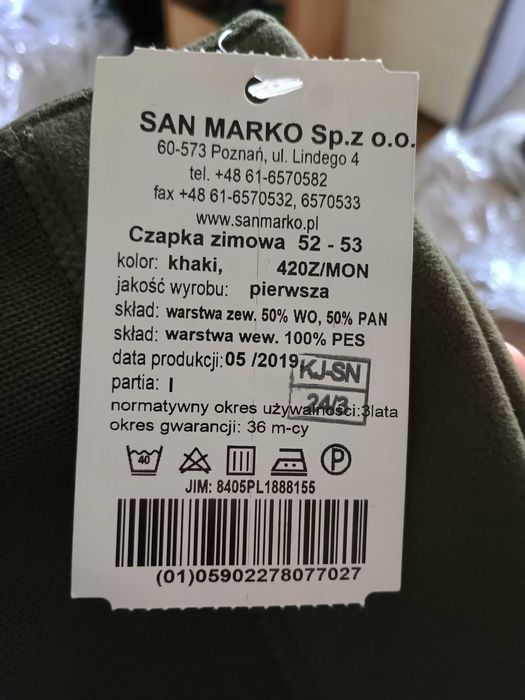 SAN MARKO Sp.z o.o.
60-573 Poznań, ul. Lindego 4
tel. +48 61-6570582
fax +48 61-6570532, 6570533
www.sanmarko.pl
Czapka zimowa 52 - 53
kolor: khaki, 420Z/MON
jakość wyrobu: pierwsza
skład: warstwa zew. 50% WO, 50% PAN
skład: warstwa wew. 100% PES
data produkcji: 05 /2019
KJ-SN
partia: I
24/3
normatywny okres używalności:3lata
okres gwarancji: 36 m-cy
40 P
JIM: 8405PL1888155
(01)05902278077027